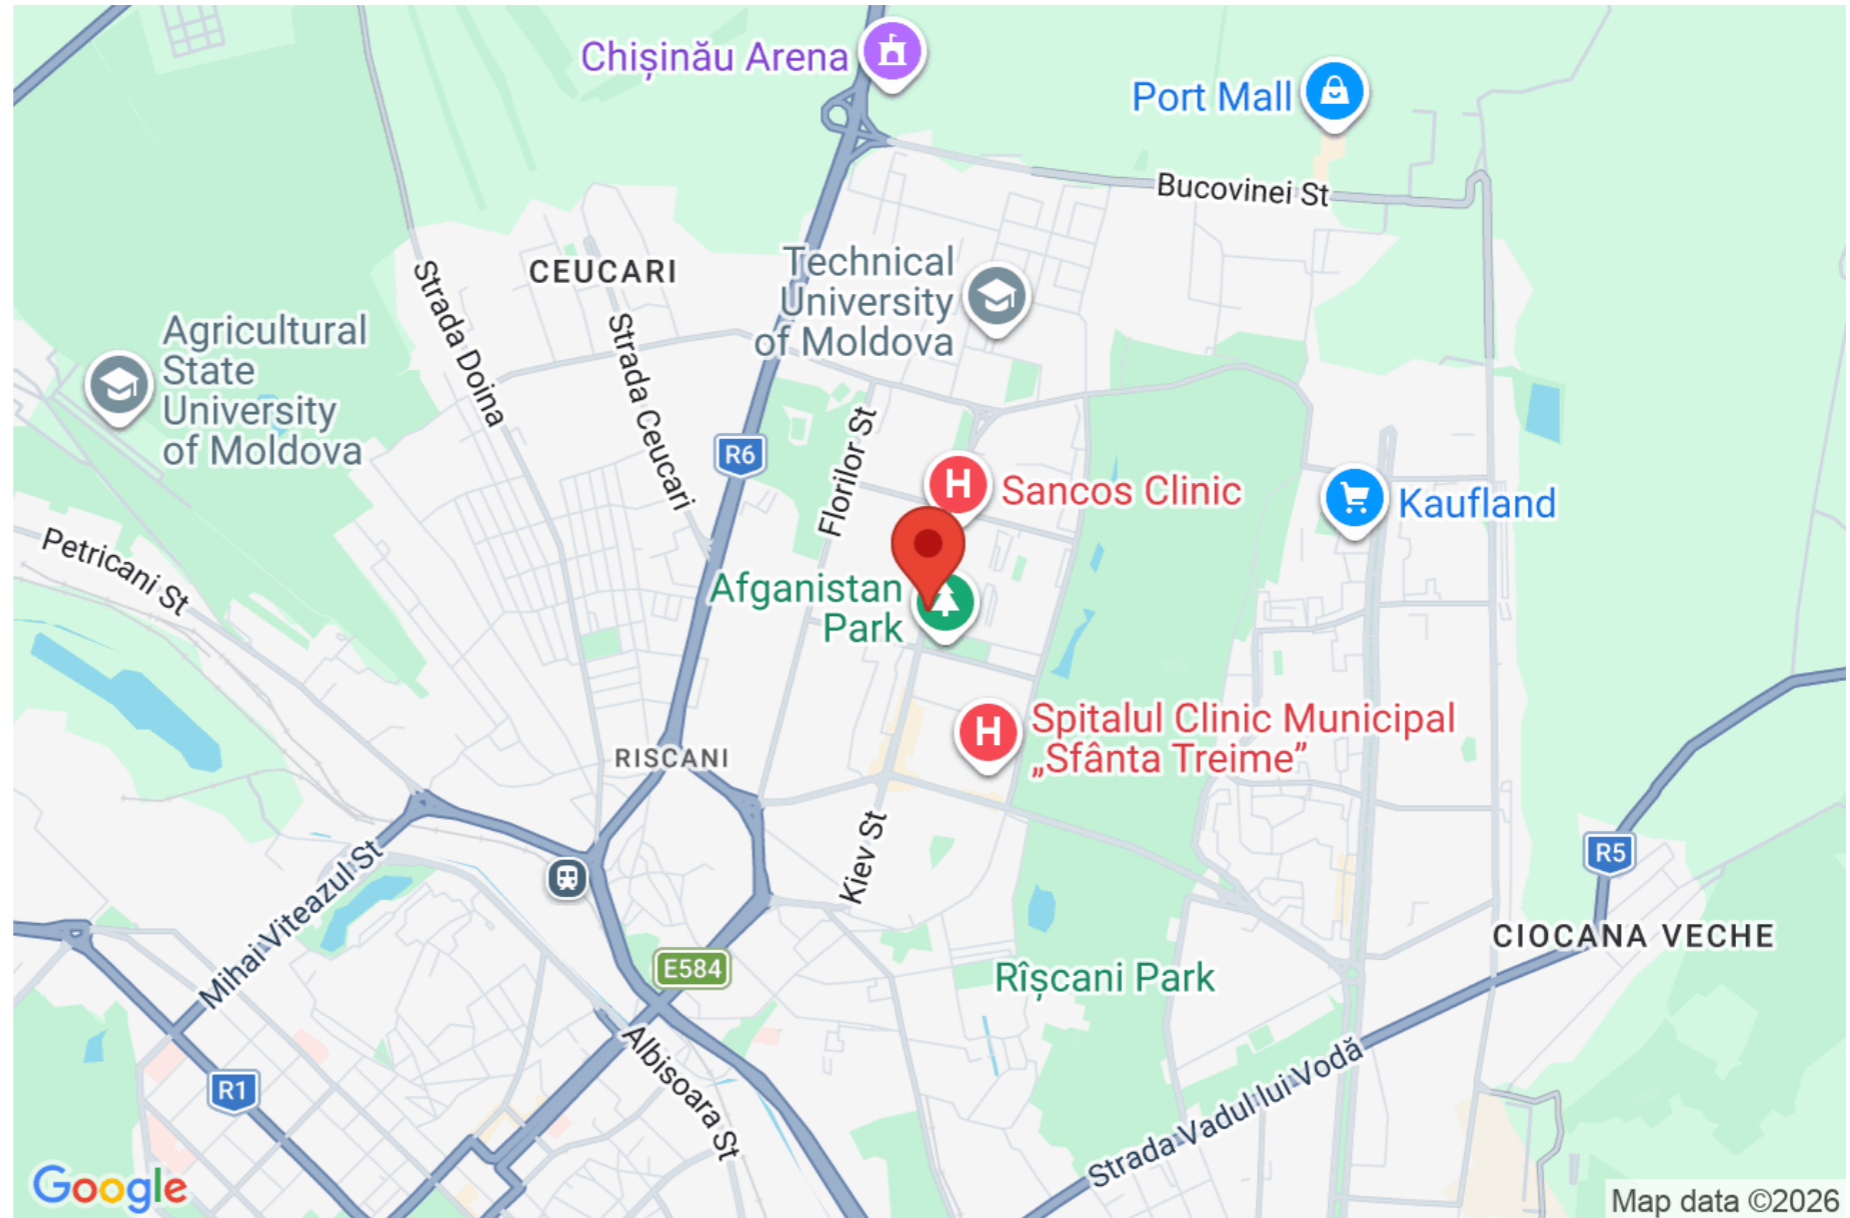 Chișinău Arena
Port Mall
Bucovinei St
Technical
University
of Moldova
CEUCARI
Strada Doina
Strada Ceucari
Agricultural
State
University
of Moldova
R6
Florilor St
H
Sancos Clinic
Kaufland
Petricani St
Afganistan
Park
H
Spitalul Clinic Municipal
„Sfânta Treime”
RISCANI
Kiev St
R5
Mihai Viteazul St
CIOCANA VECHE
E584
Rîșcani Park
Albisoara St
R1
Strada Vadul lui Vodă
Google
Map data ©2026